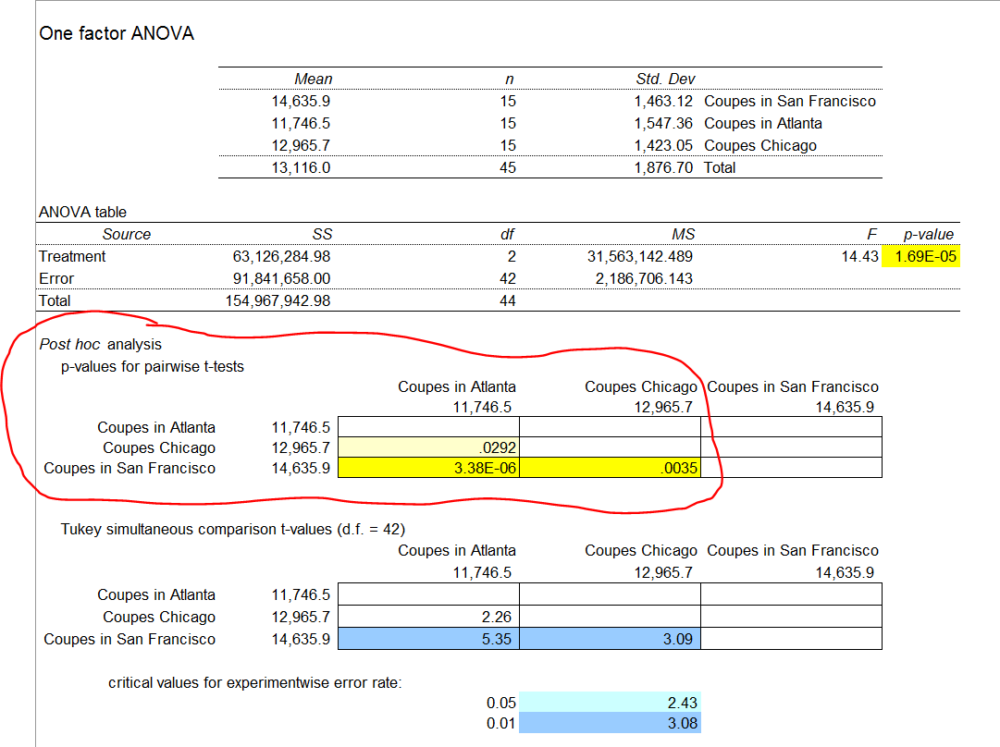 One factor ANOVA
Mean n Std. Dev
14,635.9 15 1,463.12 Coupes in San Francisco
11,746.5 15 1,547.36 Coupes in Atlanta
12,965.7 15 1,423.05 Coupes Chicago
13,116.0 45 1,876.70 Total
ANOVA table
Source SS df MS F p-value
Treatment 63,126,284.98 2 31,563,142.489 14.43 1.69E-05
Error 91,841,658.00 42 2,186,706.143
Total 154,967,942.98 44
Post hoc analysis
p-values for pairwise t-tests
Coupes in Atlanta Coupes Chicago Coupes in San Francisco
11,746.5 12,965.7 14,635.9
Coupes in Atlanta 11,746.5
Coupes Chicago 12,965.7 .0292
Coupes in San Francisco 14,635.9 3.38E-06 .0035
Tukey simultaneous comparison t-values (d.f. = 42)
Coupes in Atlanta Coupes Chicago Coupes in San Francisco
11,746.5 12,965.7 14,635.9
Coupes in Atlanta 11,746.5
Coupes Chicago 12,965.7 2.26
Coupes in San Francisco 14,635.9 5.35 3.09
critical values for experimentwise error rate:
0.05 2.43
0.01 3.08